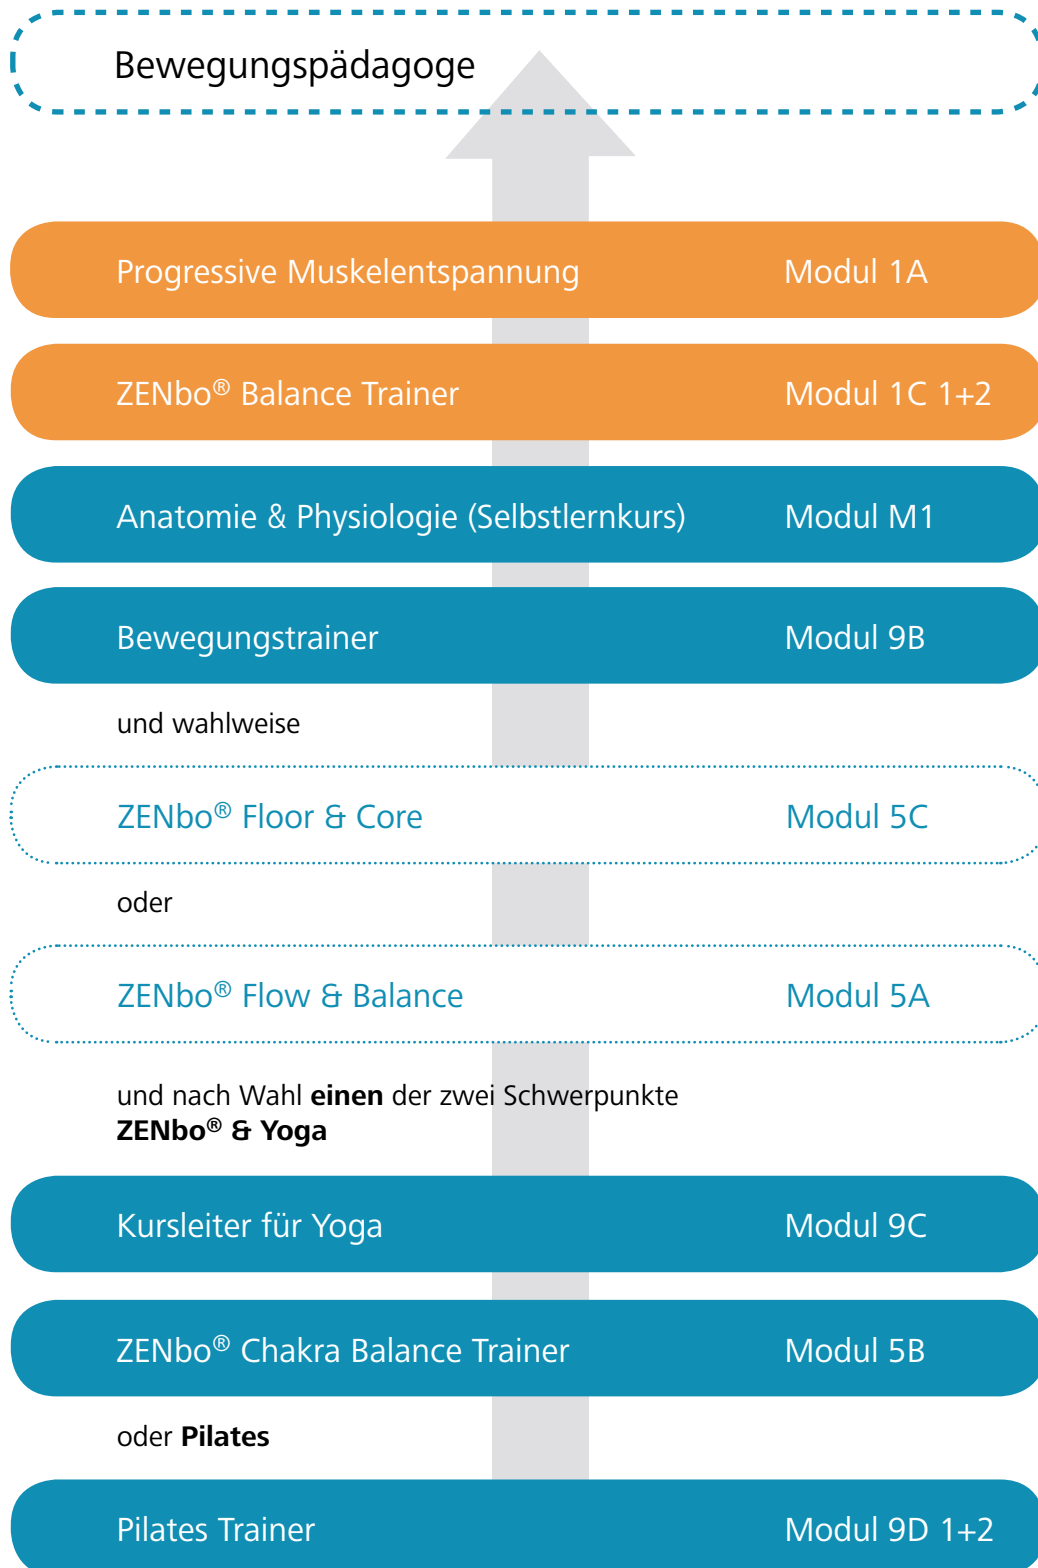 Bewegungspädagoge
Progressive Muskelentspannung Modul 1A
ZENbo® Balance Trainer Modul 1C 1+2
Anatomie & Physiologie (Selbstlernkurs) Modul M1
Bewegungstrainer Modul 9B
und wahlweise
ZENbo® Floor & Core Modul 5C
oder
ZENbo® Flow & Balance Modul 5A
und nach Wahl einen der zwei Schwerpunkte
ZENbo® & Yoga
Kursleiter für Yoga Modul 9C
ZENbo® Chakra Balance Trainer Modul 5B
oder Pilates
Pilates Trainer Modul 9D 1+2